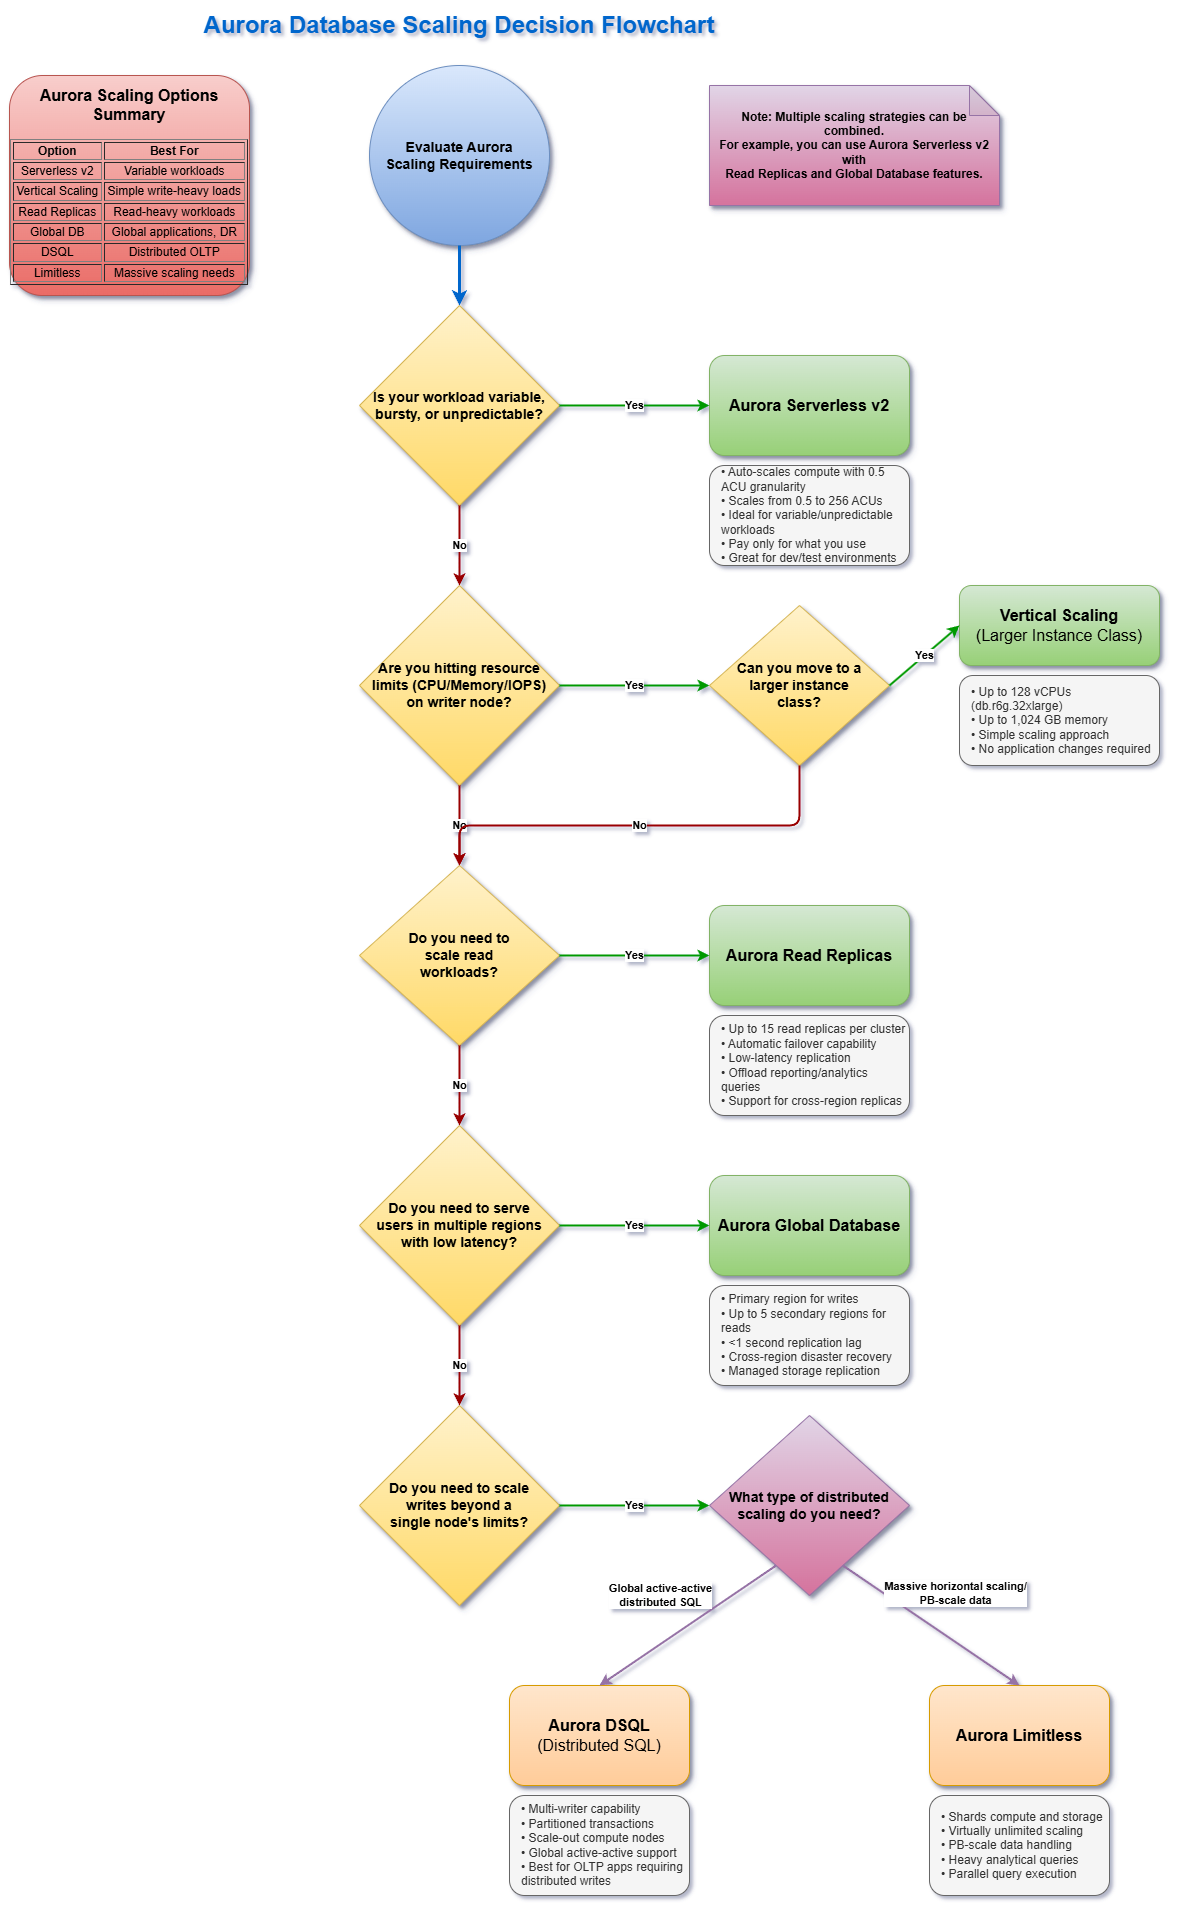 Aurora Database Scaling Decision Flowchart
Aurora Scaling Options
Summary
Option Best For
Serverless v2 Variable workloads
Vertical Scaling Simple write-heavy loads
Read Replicas Read-heavy workloads
Global DB Global applications, DR
DSQL Distributed OLTP
Limitless Massive scaling needs
Evaluate Aurora
Scaling Requirements
Note: Multiple scaling strategies can be
combined.
For example, you can use Aurora Serverless v2
with
Read Replicas and Global Database features.
Is your workload variable,
bursty, or unpredictable?
Yes
Aurora Serverless v2
• Auto-scales compute with 0.5
ACU granularity
• Scales from 0.5 to 256 ACUs
• Ideal for variable/unpredictable
workloads
• Pay only for what you use
• Great for dev/test environments
No
Are you hitting resource
limits (CPU/Memory/IOPS)
on writer node?
Yes
Can you move to a
larger instance
class?
Yes
Vertical Scaling
(Larger Instance Class)
• Up to 128 vCPUs
(db.r6g.32xlarge)
• Up to 1,024 GB memory
• Simple scaling approach
• No application changes required
No
No
Do you need to
scale read
workloads?
Yes
Aurora Read Replicas
• Up to 15 read replicas per cluster
• Automatic failover capability
• Low-latency replication
• Offload reporting/analytics
queries
• Support for cross-region replicas
No
Do you need to serve
users in multiple regions
with low latency?
Yes
Aurora Global Database
• Primary region for writes
• Up to 5 secondary regions for
reads
• <1 second replication lag
• Cross-region disaster recovery
• Managed storage replication
No
Do you need to scale
writes beyond a
single node's limits?
Yes
What type of distributed
scaling do you need?
Global active-active
distributed SQL
Massive horizontal scaling/
PB-scale data
Aurora DSQL
(Distributed SQL)
• Multi-writer capability
• Partitioned transactions
• Scale-out compute nodes
• Global active-active support
• Best for OLTP apps requiring
distributed writes
Aurora Limitless
• Shards compute and storage
• Virtually unlimited scaling
• PB-scale data handling
• Heavy analytical queries
• Parallel query execution